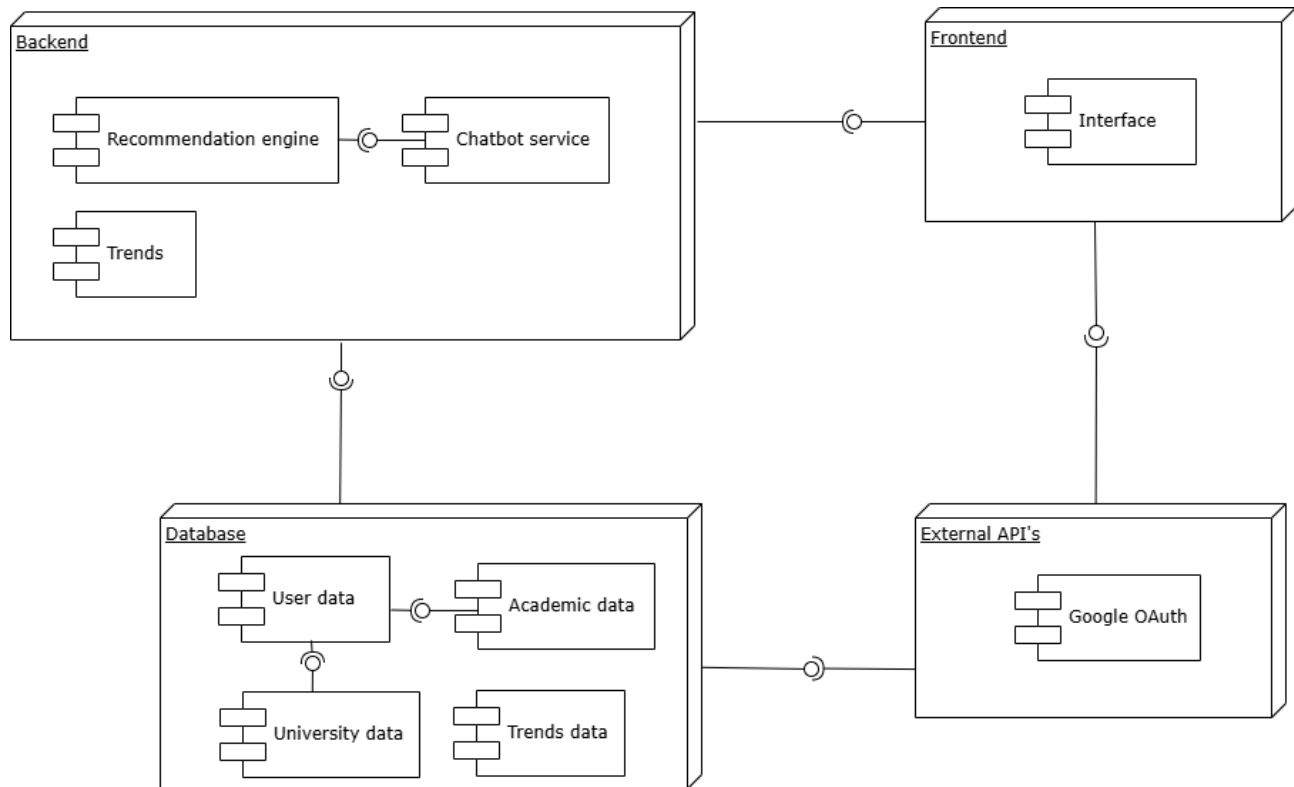 Backend
Recommendation engine
Chatbot service
Trends
Frontend
Interface
Database
User data
Academic data
University data
Trends data
External API's
Google OAuth